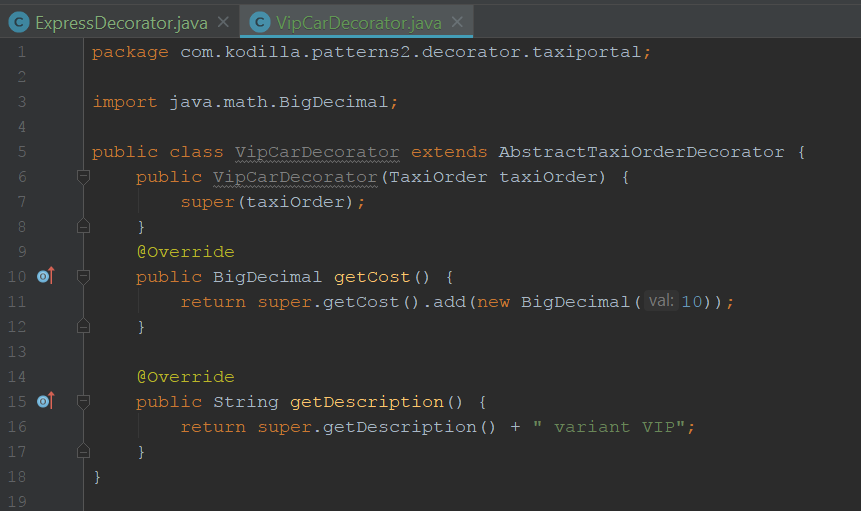 ExpressDecorator.java VipCarDecorator.java
1 package com.kodilla.patterns2.decorator.taxiportal;
2
3 import java.math.BigDecimal;
4
5 public class VipCarDecorator extends AbstractTaxiOrderDecorator {
6 public VipCarDecorator(TaxiOrder taxiOrder) {
7 super(taxiOrder);
8 }
9 @Override
10 public BigDecimal getCost() {
11 return super.getCost().add(new BigDecimal( val: 10));
12 }
13
14 @Override
15 public String getDescription() {
16 return super.getDescription() + " variant VIP";
17 }
18 }
19